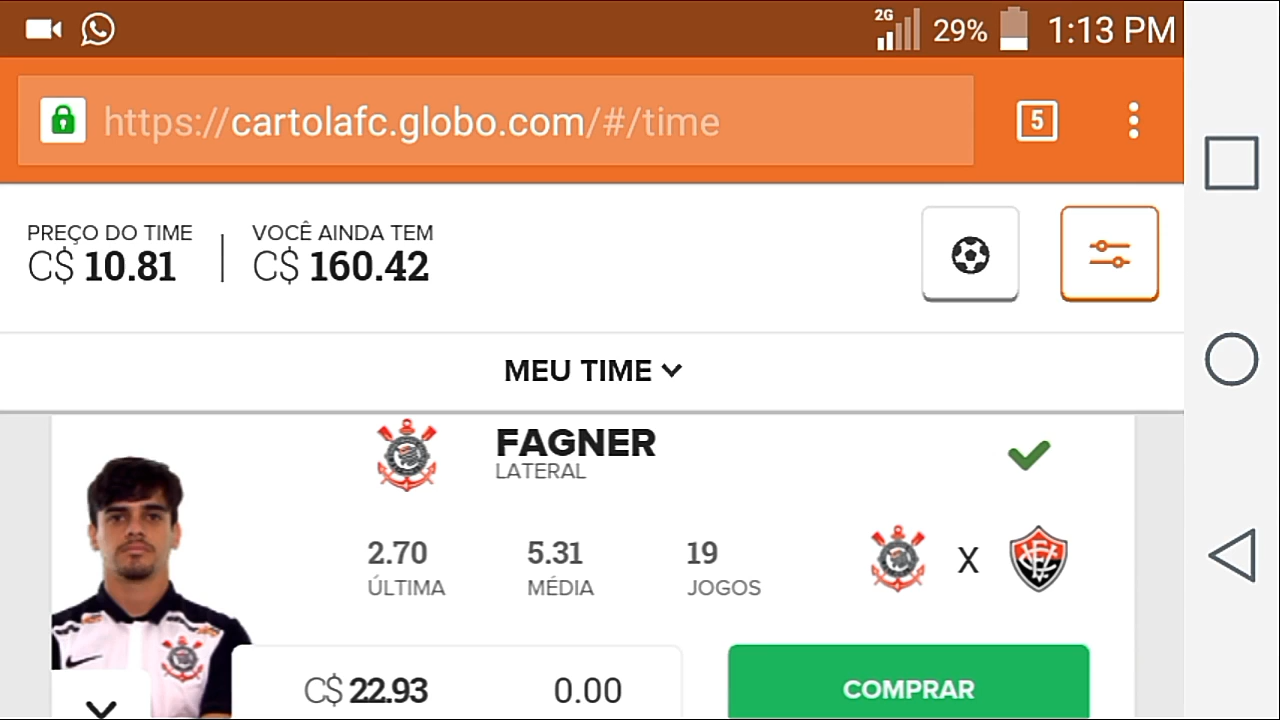 2G 29% 1:13 PM
https://cartolafc.globo.com/#/time 5
PREÇO DO TIME VOCÊ AINDA TEM
C$ 10.81 C$ 160.42
MEU TIME
FAGNER
LATERAL
2.70 5.31 19 X
ÚLTIMA MÉDIA JOGOS
C$ 22.93 0.00 COMPRAR